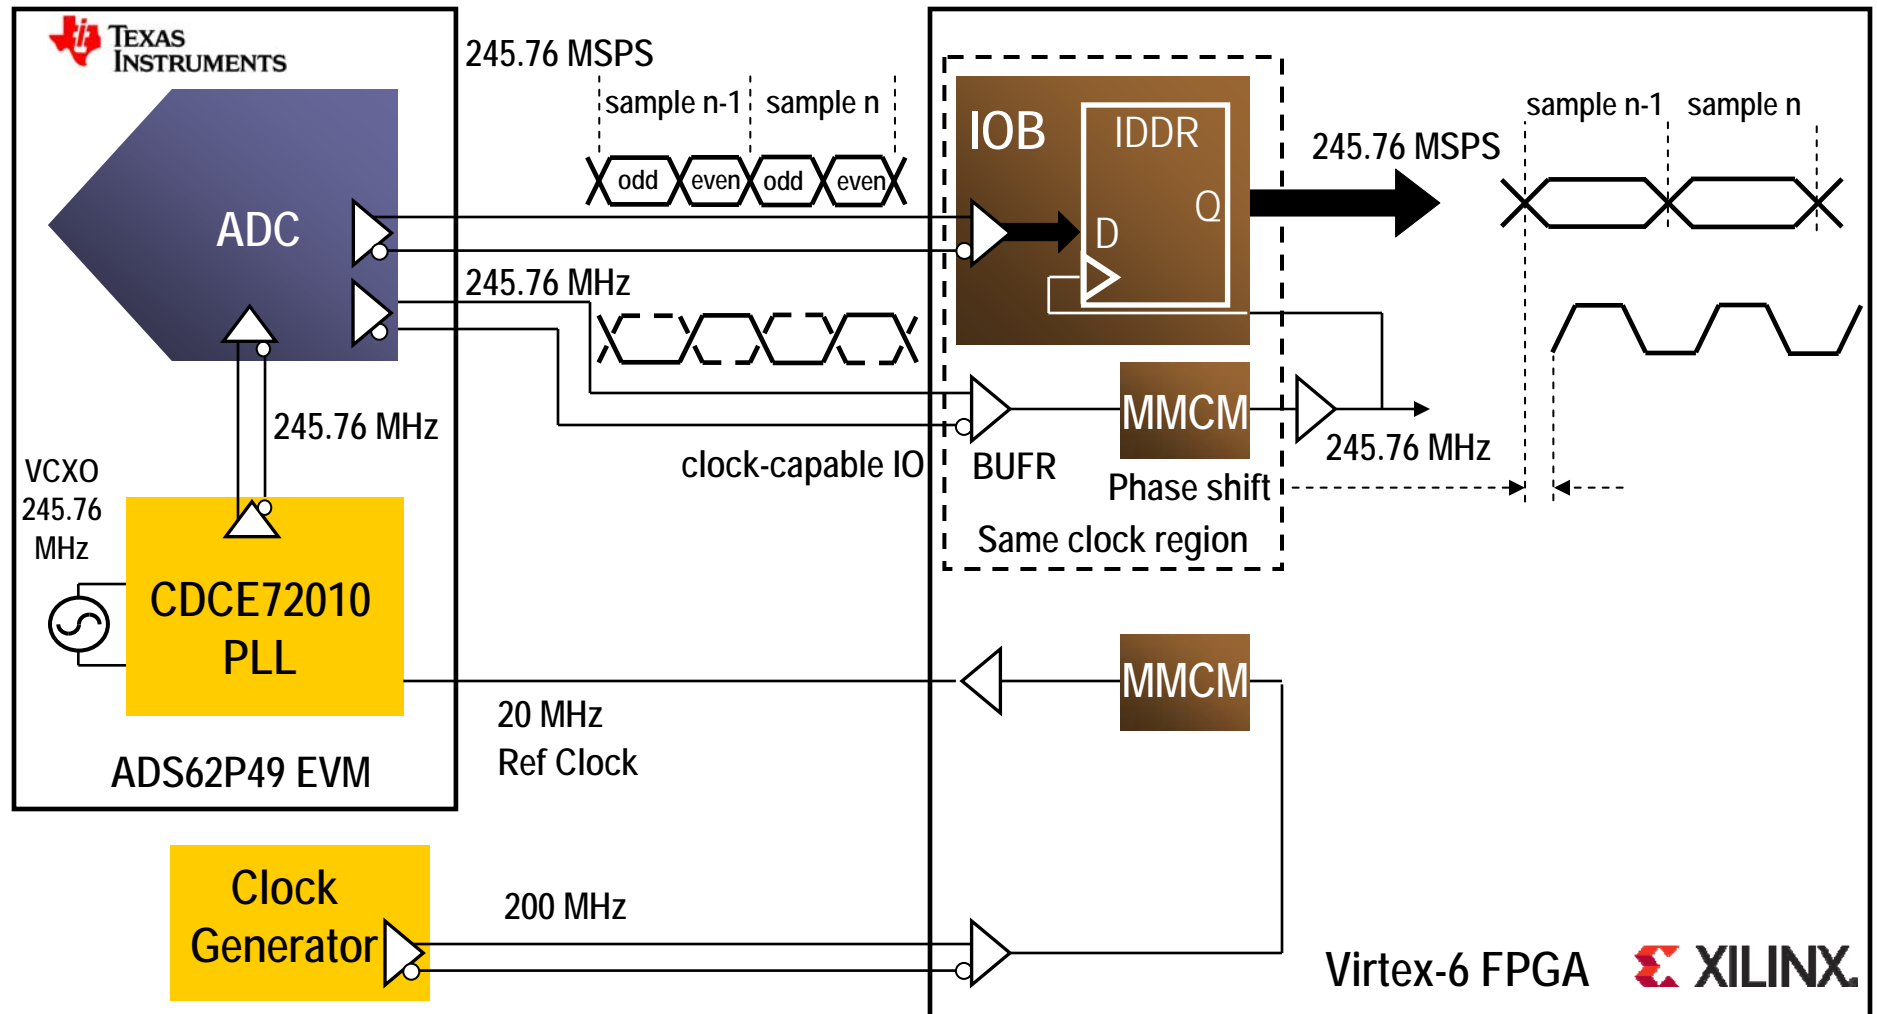 TEXAS
INSTRUMENTS
245.76 MSPS
sample n-1
sample n
odd
even
odd
even
ADC
245.76 MHz
245.76 MHz
VCXO
245.76
MHz
CDCE72010
PLL
ADS62P49 EVM
20 MHz
Ref Clock
Clock
Generator
200 MHz
IOB
IDDR
D
Q
245.76 MSPS
sample n-1
sample n
clock-capable IO
BUFR
MMCM
245.76 MHz
Phase shift
Same clock region
MMCM
Virtex-6 FPGA
XILINX.